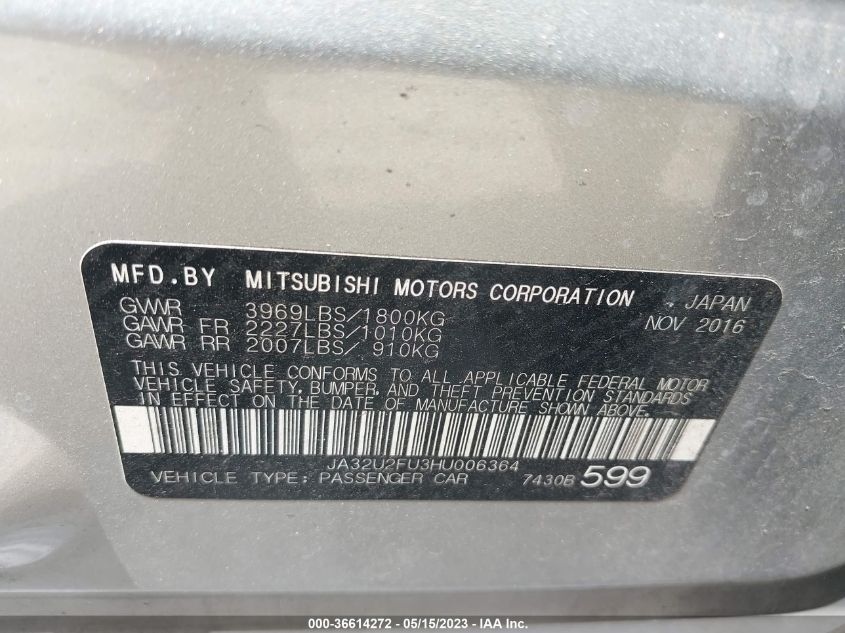 MFD.BY MITSUBISHI MOTORS CORPORATION , JAPAN
GVWR 3969LBS/1800KG NOV 2016
GAWR FR 2227LBS/1010KG
GAWR RR 2007LBS/ 910KG
THIS VEHICLE CONFORMS TO ALL APPLICABLE FEDERAL MOTOR
VEHICLE SAFETY, BUMPER, AND THEFT PREVENTION STANDARDS
IN EFFECT ON THE DATE OF MANUFACTURE SHOWN ABOVE.
JA32U2FU3HU006364
VEHICLE TYPE: PASSENGER CAR 7430B 599
000-36614272 - 05/15/2023 - IAA Inc.